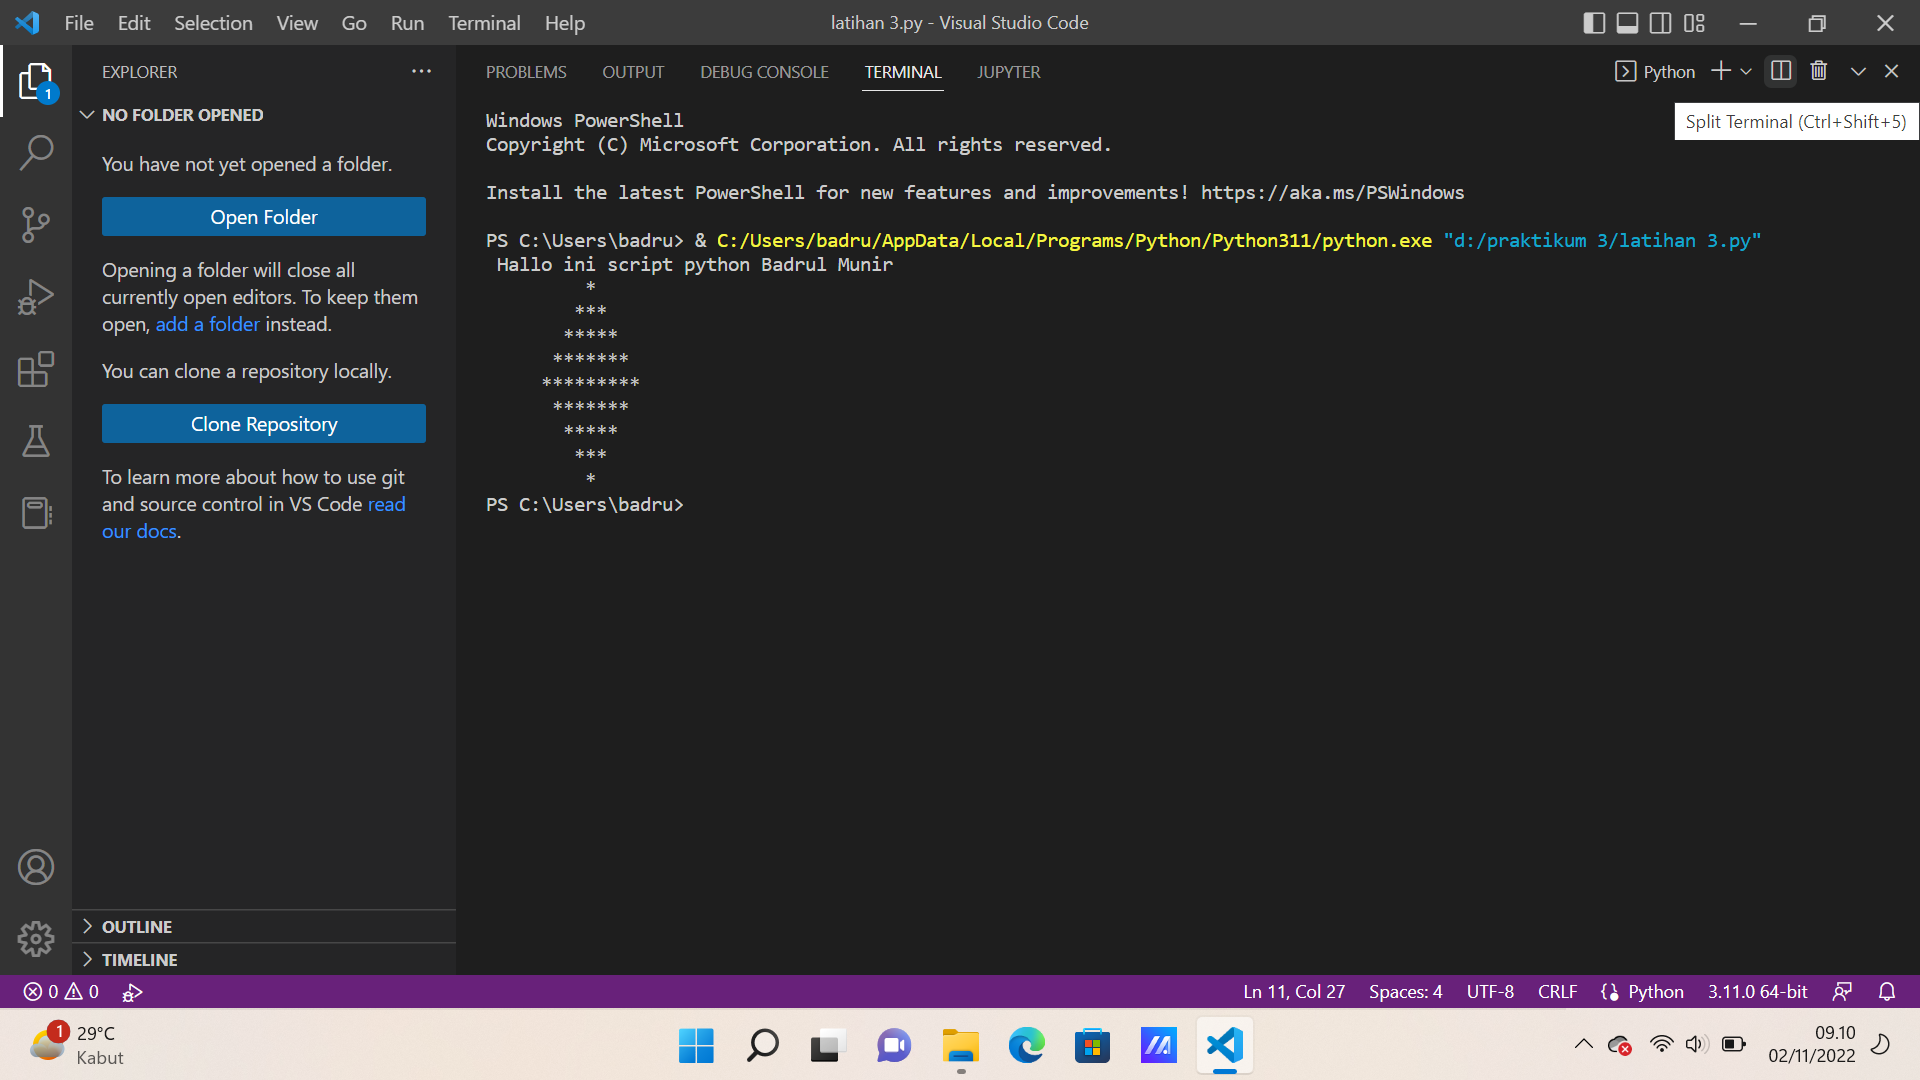 File Edit Selection View Go Run Terminal Help
latihan 3.py - Visual Studio Code
1
EXPLORER
NO FOLDER OPENED
You have not yet opened a folder.
Open Folder
Opening a folder will close all
currently open editors. To keep them
open, add a folder instead.
You can clone a repository locally.
Clone Repository
To learn more about how to use git
and source control in VS Code read
our docs.
OUTLINE
TIMELINE
PROBLEMS OUTPUT DEBUG CONSOLE TERMINAL JUPYTER
Python
Split Terminal (Ctrl+Shift+5)
Windows PowerShell
Copyright (C) Microsoft Corporation. All rights reserved.
Install the latest PowerShell for new features and improvements! https://aka.ms/PSWindows
PS C:\Users\badru> & C:/Users/badru/AppData/Local/Programs/Python/Python311/python.exe "d:/praktikum 3/latihan 3.py"
 Hallo ini script python Badrul Munir
         *
        ***
       *****
      *******
     *********
      *******
       *****
        ***
         *
PS C:\Users\badru>
0 0
Ln 11, Col 27 Spaces: 4 UTF-8 CRLF Python 3.11.0 64-bit
1
29°C
Kabut
09.10
02/11/2022